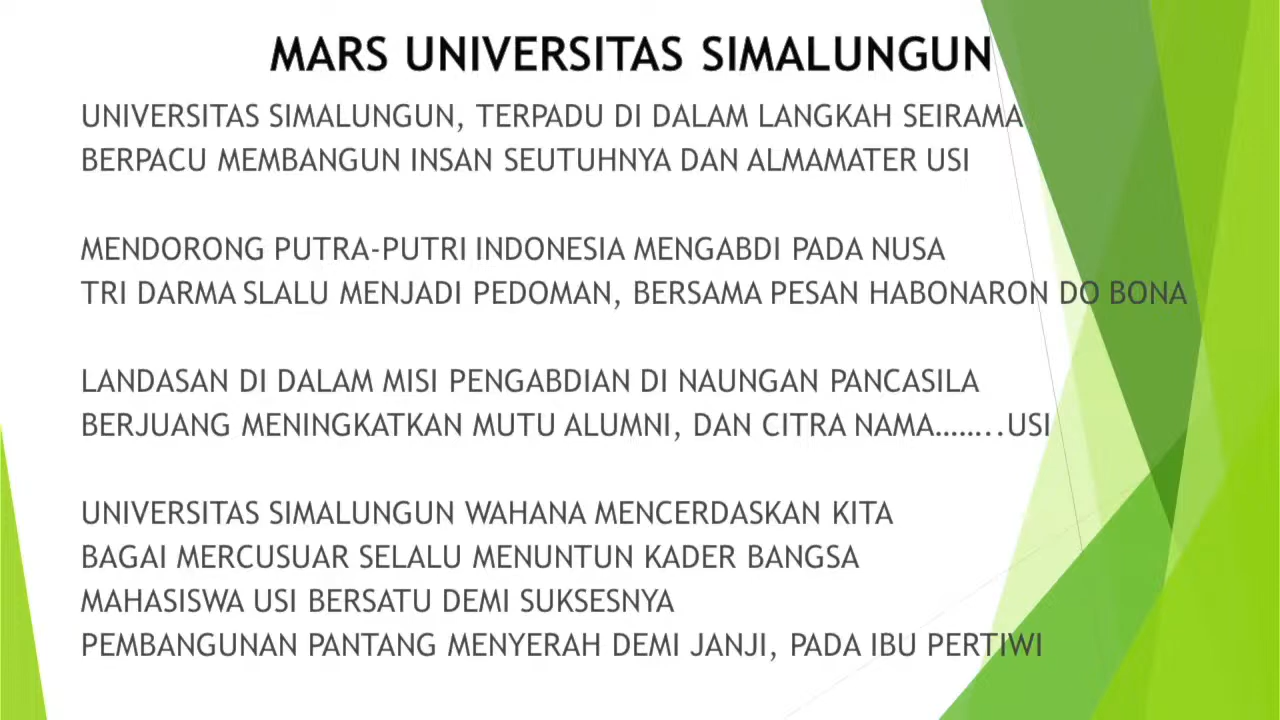 MARS UNIVERSITAS SIMALUNGUN
UNIVERSITAS SIMALUNGUN, TERPADU DI DALAM LANGKAH SEIRAMA
BERPACU MEMBANGUN INSAN SEUTUHNYA DAN ALMAMATER USI
MENDORONG PUTRA-PUTRI INDONESIA MENGABDI PADA NUSA
TRI DARMA SLALU MENJADI PEDOMAN, BERSAMA PESAN HABONARON DO BONA
LANDASAN DI DALAM MISI PENGABDIAN DI NAUNGAN PANCASILA
BERJUANG MENINGKATKAN MUTU ALUMNI, DAN CITRA NAMA……..USI
UNIVERSITAS SIMALUNGUN WAHANA MENCERDASKAN KITA
BAGAI MERCUSUAR SELALU MENUNTUN KADER BANGSA
MAHASISWA USI BERSATU DEMI SUKSESNYA
PEMBANGUNAN PANTANG MENYERAH DEMI JANJI, PADA IBU PERTIWI